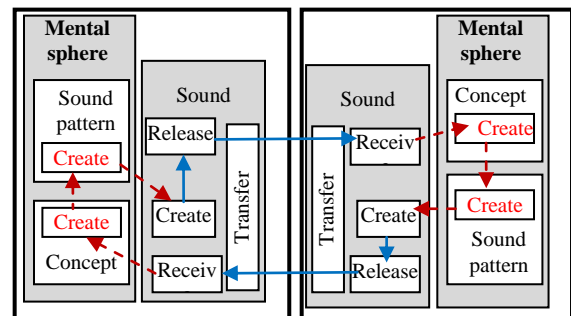 Mental
sphere
Sound
pattern
Create
Create
Concept
Sound
Release
Create
Receiv
Transfer
Sound
Receiv
Create
Release
Transfer
Mental
sphere
Concept
Create
Create
Sound
pattern